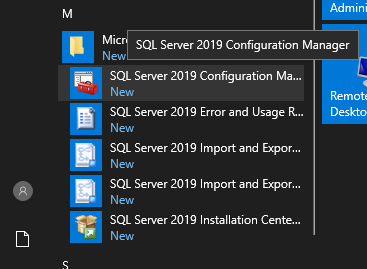 M
Micro
New
SQL Server 2019 Configuration Manager
SQL Server 2019 Configuration Ma...
New
SQL Server 2019 Error and Usage R...
New
SQL Server 2019 Import and Expor...
New
SQL Server 2019 Import and Expor...
New
SQL Server 2019 Installation Cente...
New
S
Admini
Remote
Deskto